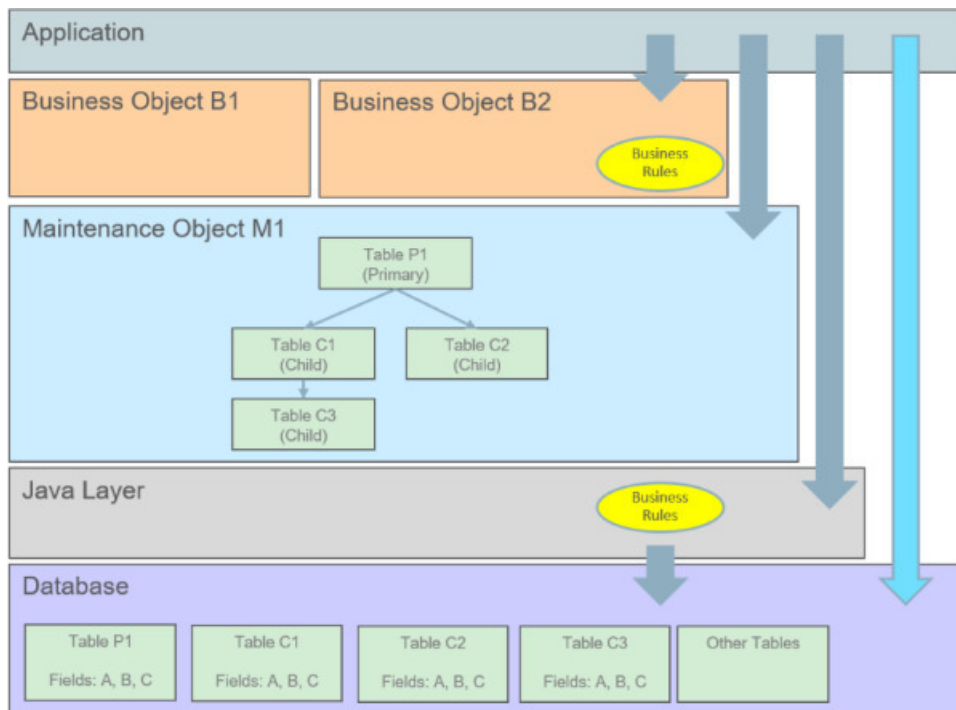 Application
Business Object B1
Business Object B2
Business
Rules
Maintenance Object M1
Table P1
(Primary)
Table C1
(Child)
Table C2
(Child)
Table C3
(Child)
Java Layer
Business
Rules
Database
Table P1
Fields: A, B, C
Table C1
Fields: A, B, C
Table C2
Fields: A, B, C
Table C3
Fields: A, B, C
Other Tables